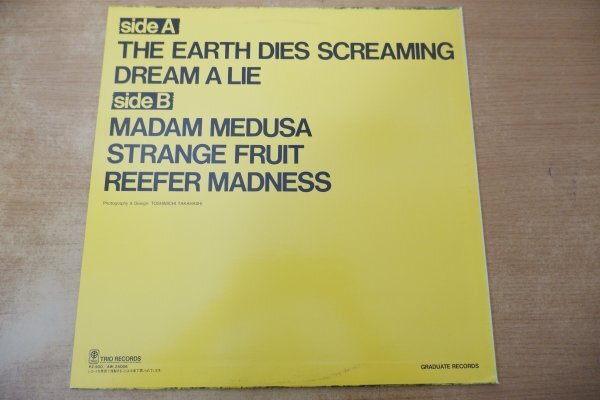 side A
THE EARTH DIES SCREAMING
DREAM A LIE
side B
MADAM MEDUSA
STRANGE FRUIT
REEFER MADNESS
Photography & Design: TOSHIMICHI TAKAHASHI
TRIO RECORDS
GRADUATE RECORDS